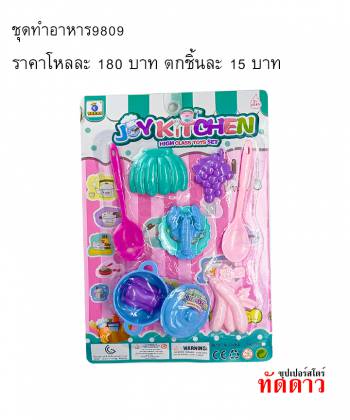 ชุดทำอาหาร9809
ราคาโหลละ 180 บาท ตกชิ้นละ 15 บาท
JOY KITCHEN
HIGH CLASS TOYS SET
WARNING:
CE
ซุปเปอร์สโตร์
ทัดดาว